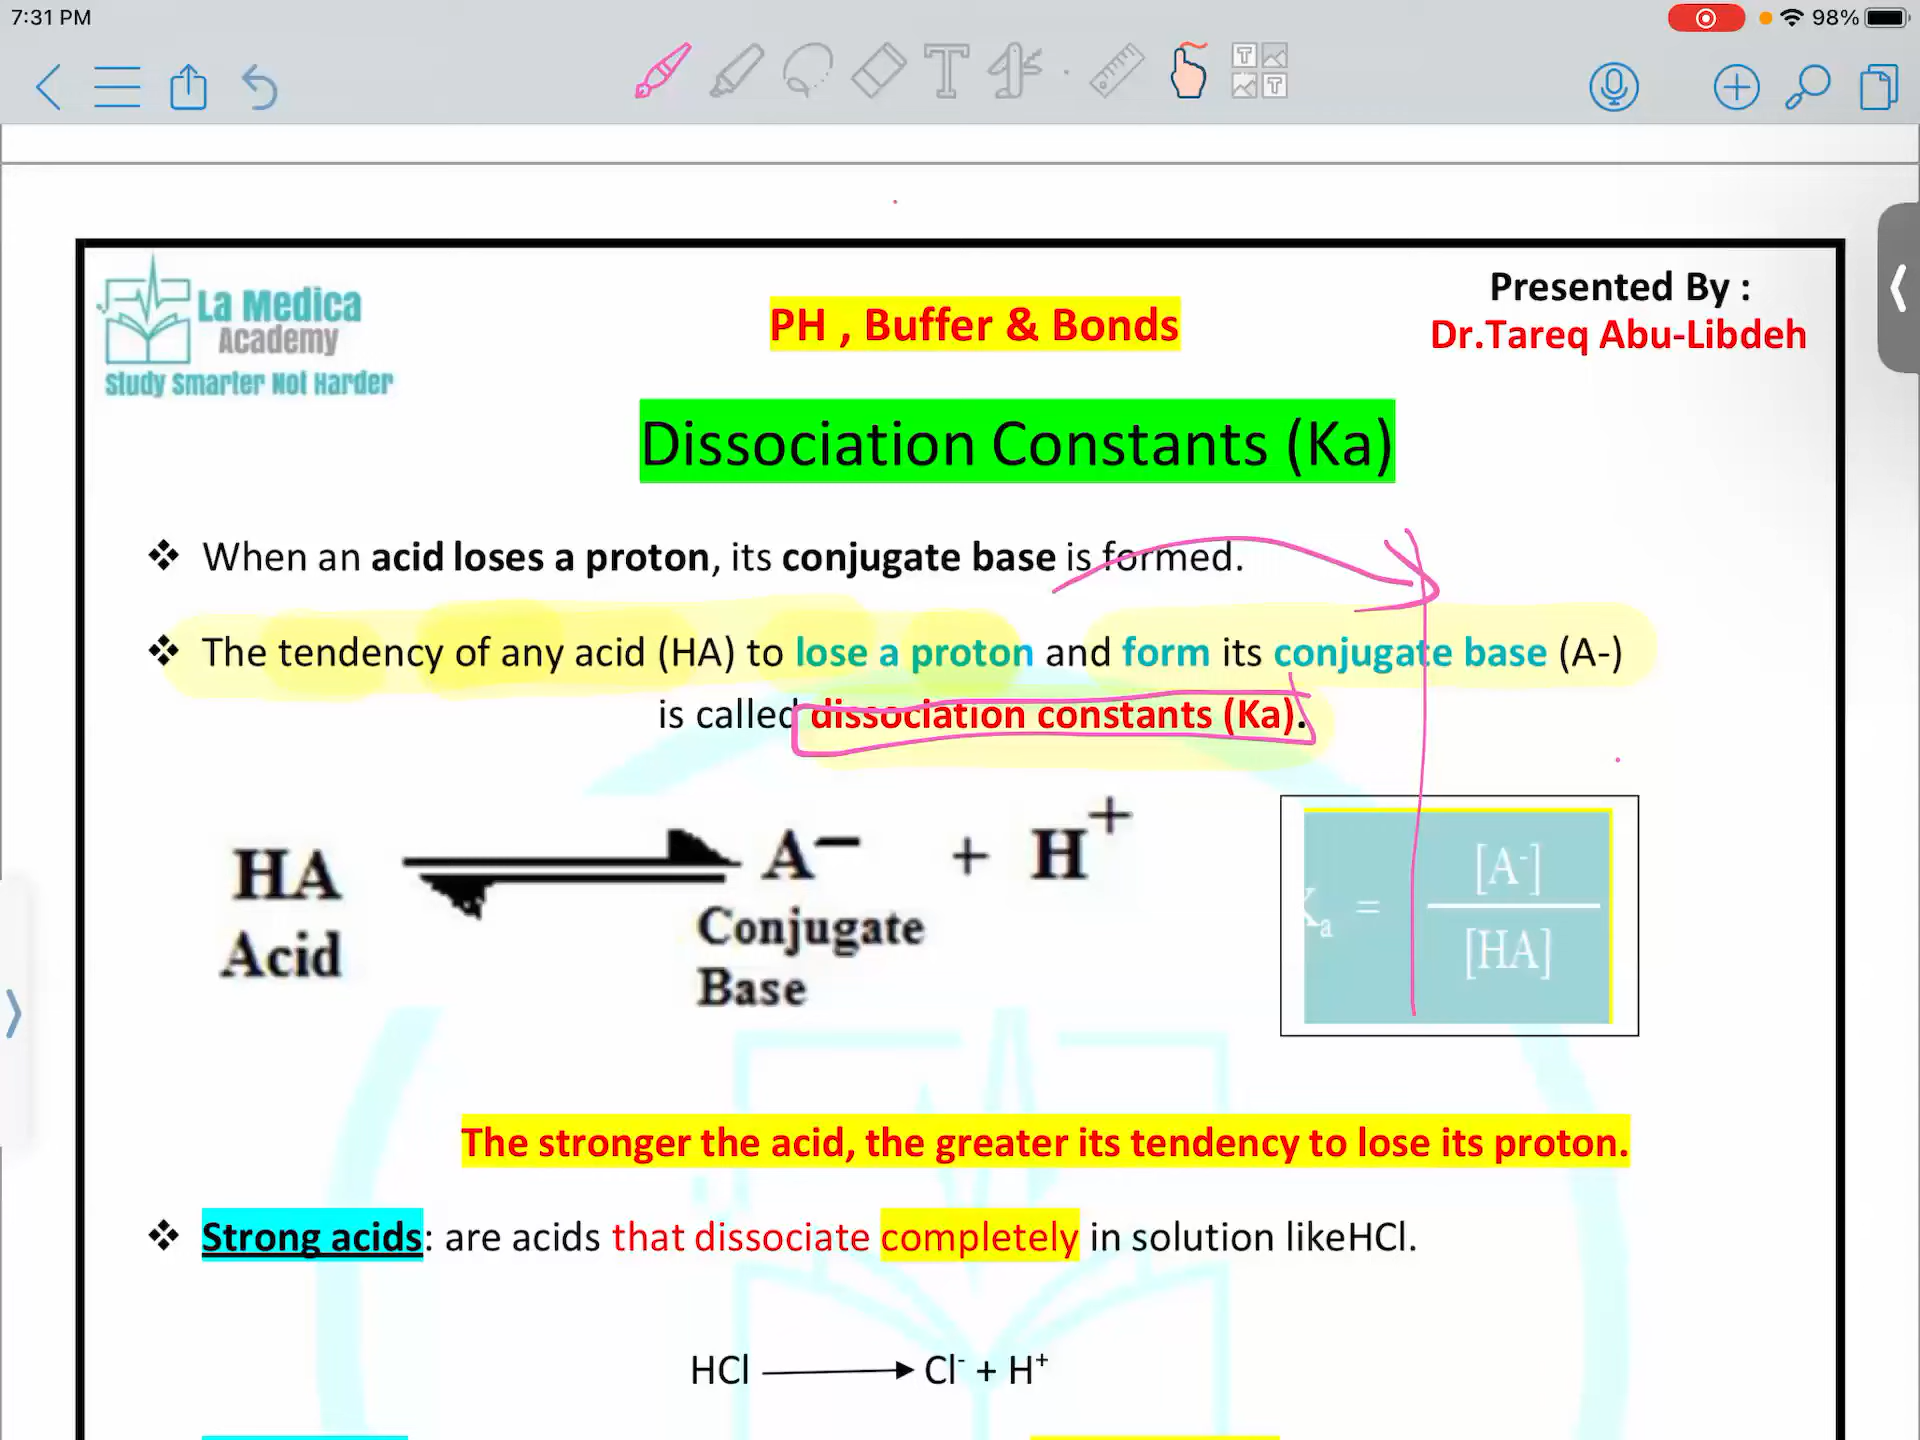 7:31 PM
98%
La Medica
Academy
Study Smarter Not Harder
PH , Buffer & Bonds
Presented By :
Dr.Tareq Abu-Libdeh
Dissociation Constants (Ka)
❖ When an acid loses a proton, its conjugate base is formed.
❖ The tendency of any acid (HA) to lose a proton and form its conjugate base (A-)
is called dissociation constants (Ka).
HA ⇌ A⁻ + H⁺
Acid
Conjugate
Base
Kₐ = [A⁻] / [HA]
The stronger the acid, the greater its tendency to lose its proton.
❖ Strong acids: are acids that dissociate completely in solution likeHCl.
HCl ⟶ Cl⁻ + H⁺